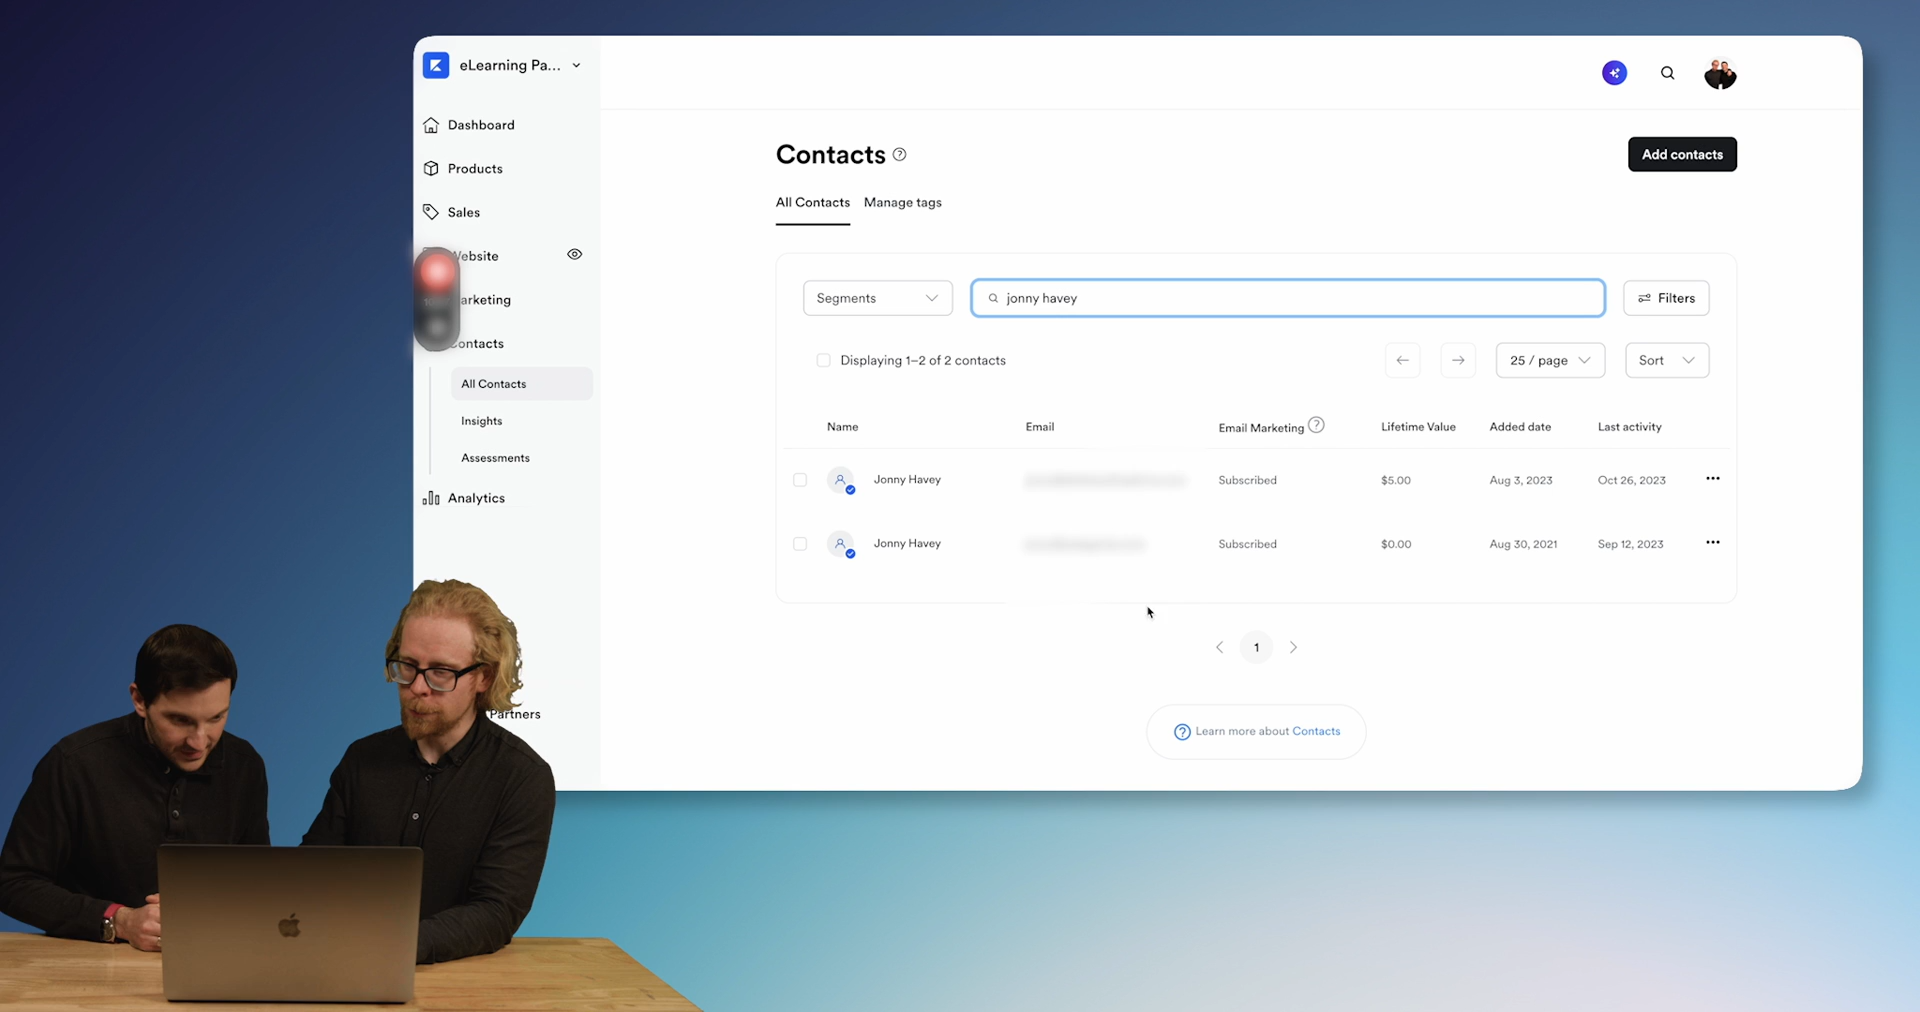 eLearning Pa...
Dashboard
Products
Sales
Website
Marketing
Contacts
All Contacts
Insights
Assessments
Analytics
Partners
Contacts
Add contacts
All Contacts
Manage tags
Segments
jonny havey
Filters
Displaying 1–2 of 2 contacts
25 / page
Sort
Name Email Email Marketing Lifetime Value Added date Last activity
Jonny Havey Subscribed $5.00 Aug 3, 2023 Oct 26, 2023
Jonny Havey Subscribed $0.00 Aug 30, 2021 Sep 12, 2023
1
Learn more about Contacts